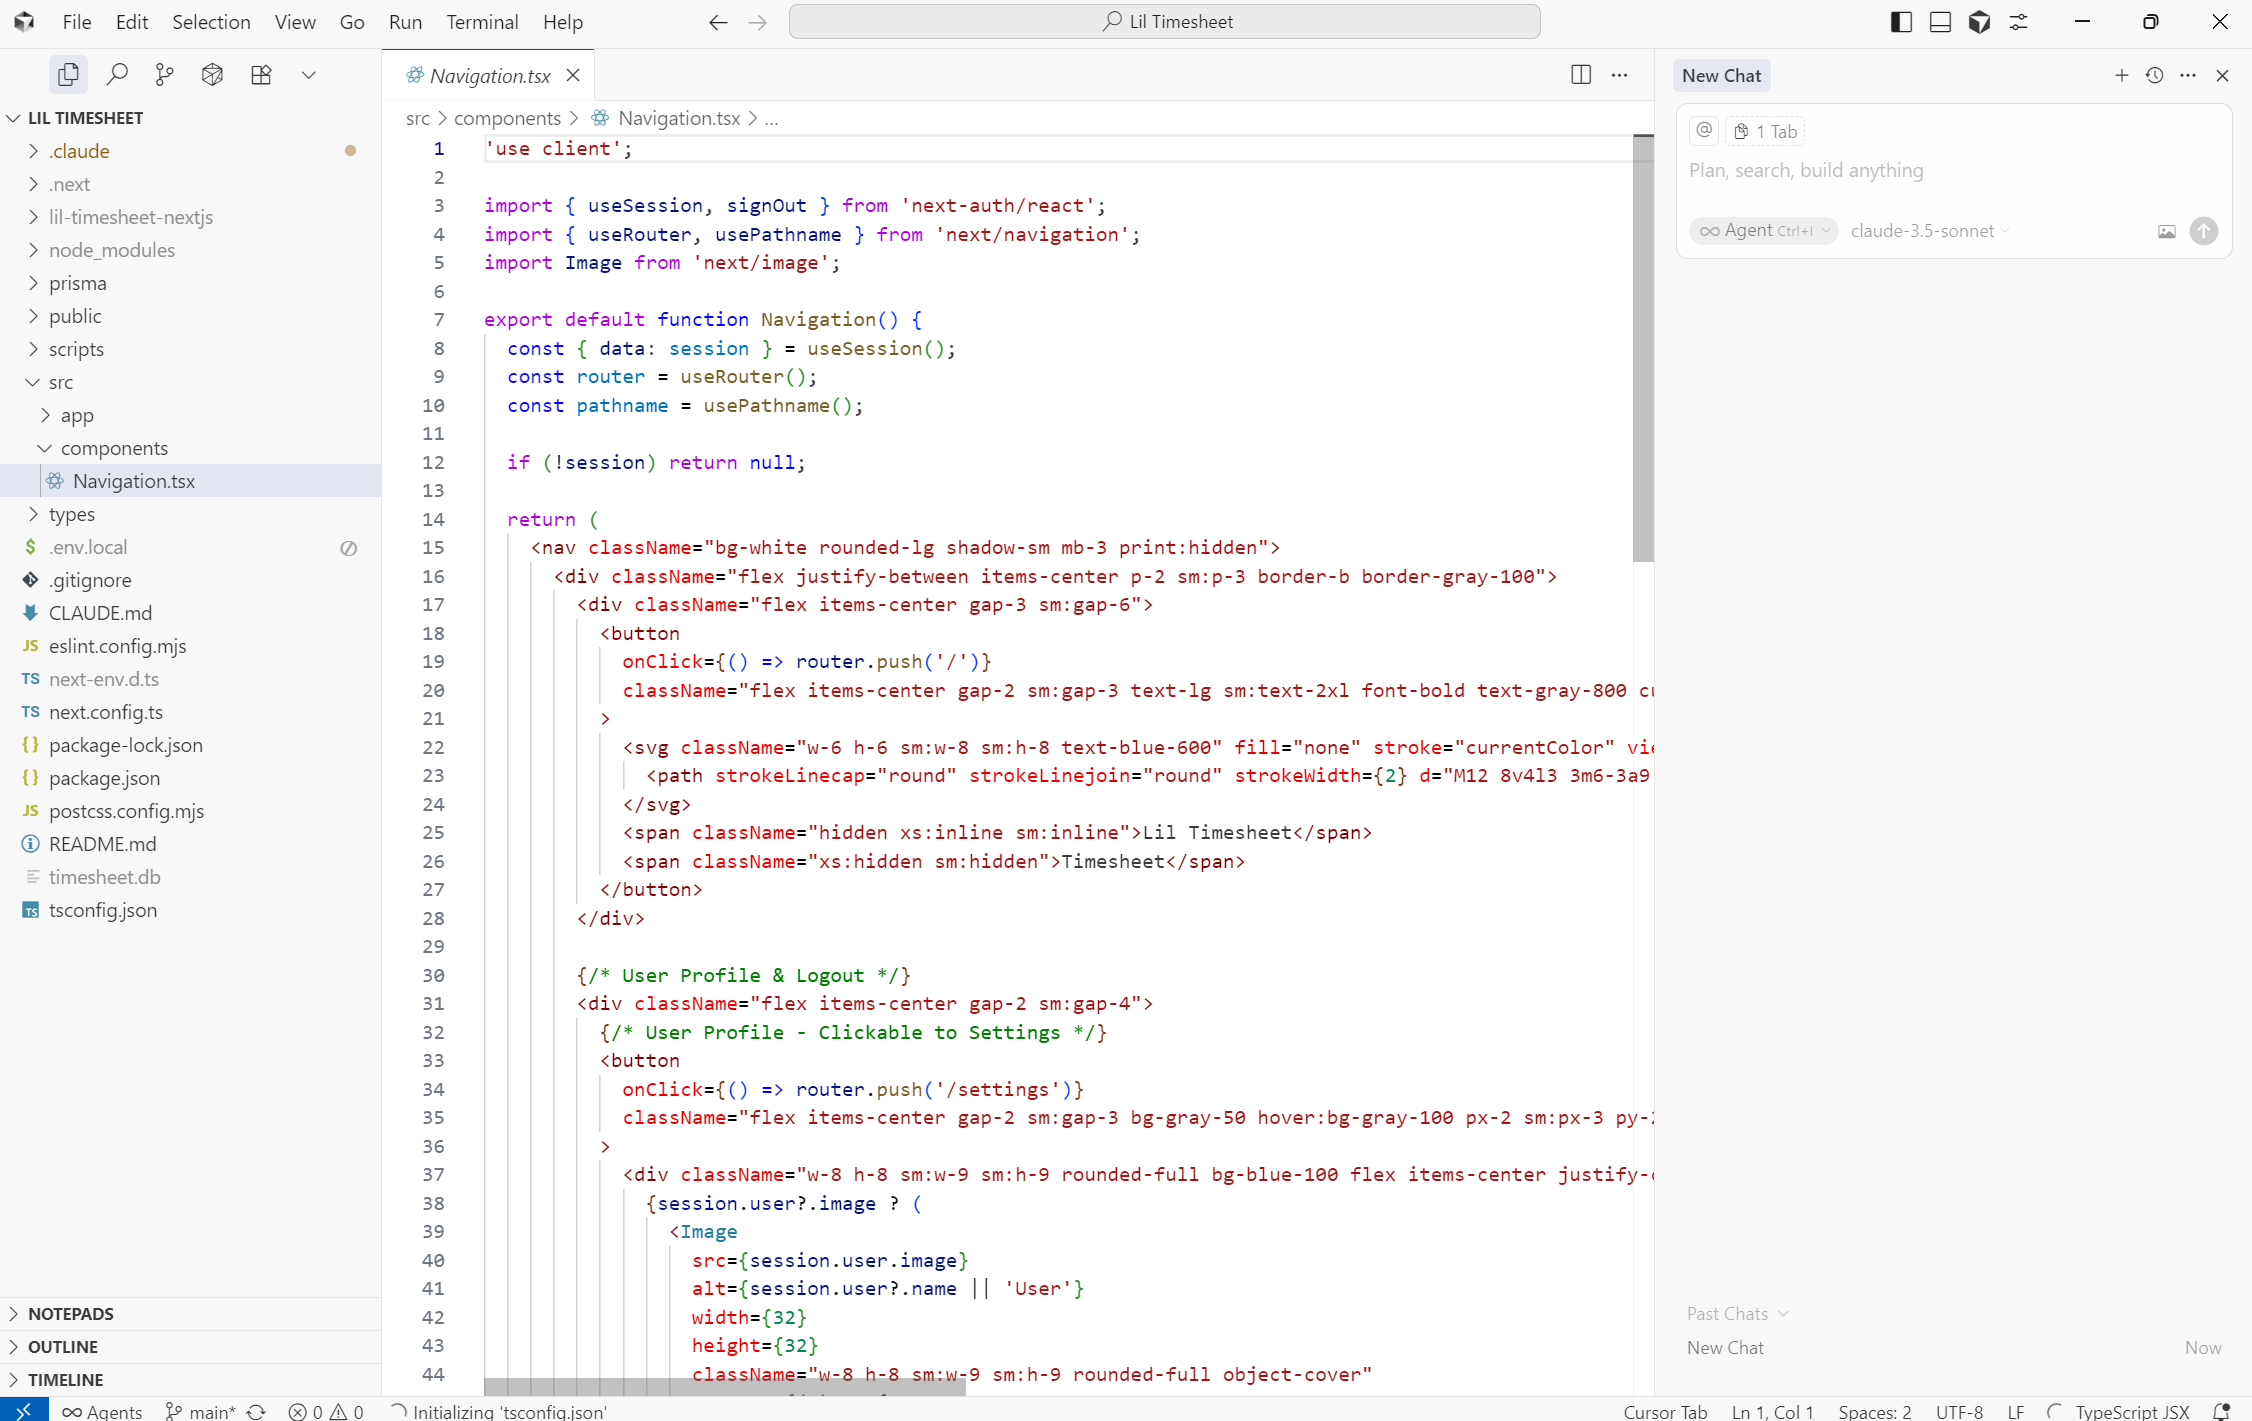 File Edit Selection View Go Run Terminal Help
Lil Timesheet
LIL TIMESHEET
.claude
.next
lil-timesheet-nextjs
node_modules
prisma
public
scripts
src
app
components
Navigation.tsx
types
$ .env.local
.gitignore
CLAUDE.md
JS eslint.config.mjs
TS next-env.d.ts
TS next.config.ts
{} package-lock.json
{} package.json
JS postcss.config.mjs
README.md
timesheet.db
TS tsconfig.json
NOTEPADS
OUTLINE
TIMELINE
Navigation.tsx
src > components > Navigation.tsx > ...
1 'use client';
2
3 import { useSession, signOut } from 'next-auth/react';
4 import { useRouter, usePathname } from 'next/navigation';
5 import Image from 'next/image';
6
7 export default function Navigation() {
8 const { data: session } = useSession();
9 const router = useRouter();
10 const pathname = usePathname();
11
12 if (!session) return null;
13
14 return (
15 <nav className="bg-white rounded-lg shadow-sm mb-3 print:hidden">
16 <div className="flex justify-between items-center p-2 sm:p-3 border-b border-gray-100">
17 <div className="flex items-center gap-3 sm:gap-6">
18 <button
19 onClick={() => router.push('/')}
20 className="flex items-center gap-2 sm:gap-3 text-lg sm:text-2xl font-bold text-gray-800
21 >
22 <svg className="w-6 h-6 sm:w-8 sm:h-8 text-blue-600" fill="none" stroke="currentColor"
23 <path strokeLinecap="round" strokeLinejoin="round" strokeWidth={2} d="M12 8v4l3 3m6-3a9
24 </svg>
25 <span className="hidden xs:inline sm:inline">Lil Timesheet</span>
26 <span className="xs:hidden sm:hidden">Timesheet</span>
27 </button>
28 </div>
29
30 {/* User Profile & Logout */}
31 <div className="flex items-center gap-2 sm:gap-4">
32 {/* User Profile - Clickable to Settings */}
33 <button
34 onClick={() => router.push('/settings')}
35 className="flex items-center gap-2 sm:gap-3 bg-gray-50 hover:bg-gray-100 px-2 sm:px-3
36 >
37 <div className="w-8 h-8 sm:w-9 sm:h-9 rounded-full bg-blue-100 flex items-center
38 {session.user?.image ? (
39 <Image
40 src={session.user.image}
41 alt={session.user?.name || 'User'}
42 width={32}
43 height={32}
44 className="w-8 h-8 sm:w-9 sm:h-9 rounded-full object-cover"
New Chat
@ 1 Tab
Plan, search, build anything
Agent Ctrl+I claude-3.5-sonnet
Past Chats
New Chat Now
Agents main* 0 0 Initializing 'tsconfig.json'
Cursor Tab Ln 1, Col 1 Spaces: 2 UTF-8 LF TypeScript JSX